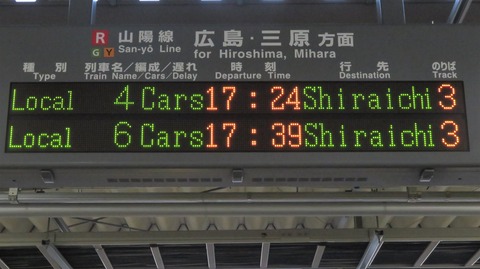 R 山陽線 広島・三原 方面
G Y San-yō Line for Hiroshima, Mihara
種別 列車名/編成/遅れ 時刻 行先 のりば
Type Train Name/Cars/Delay Departure Time Destination Track
Local 4 Cars 17:24 Shiraichi 3
Local 6 Cars 17:39 Shiraichi 3